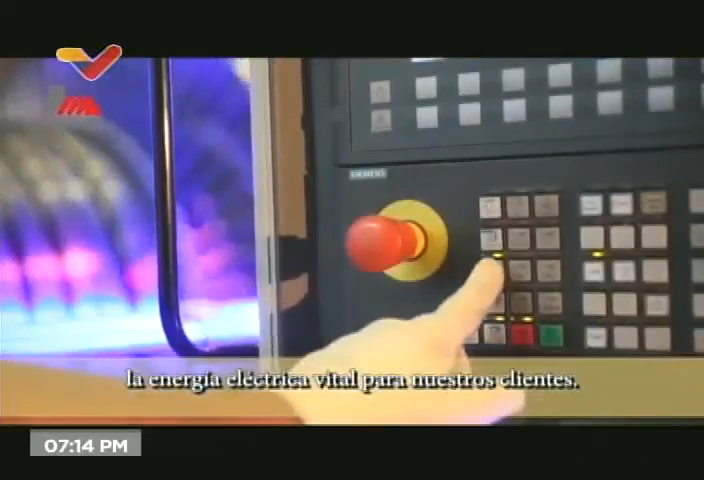 SIEMENS
la energía eléctrica vital para nuestros clientes.
07:14 PM